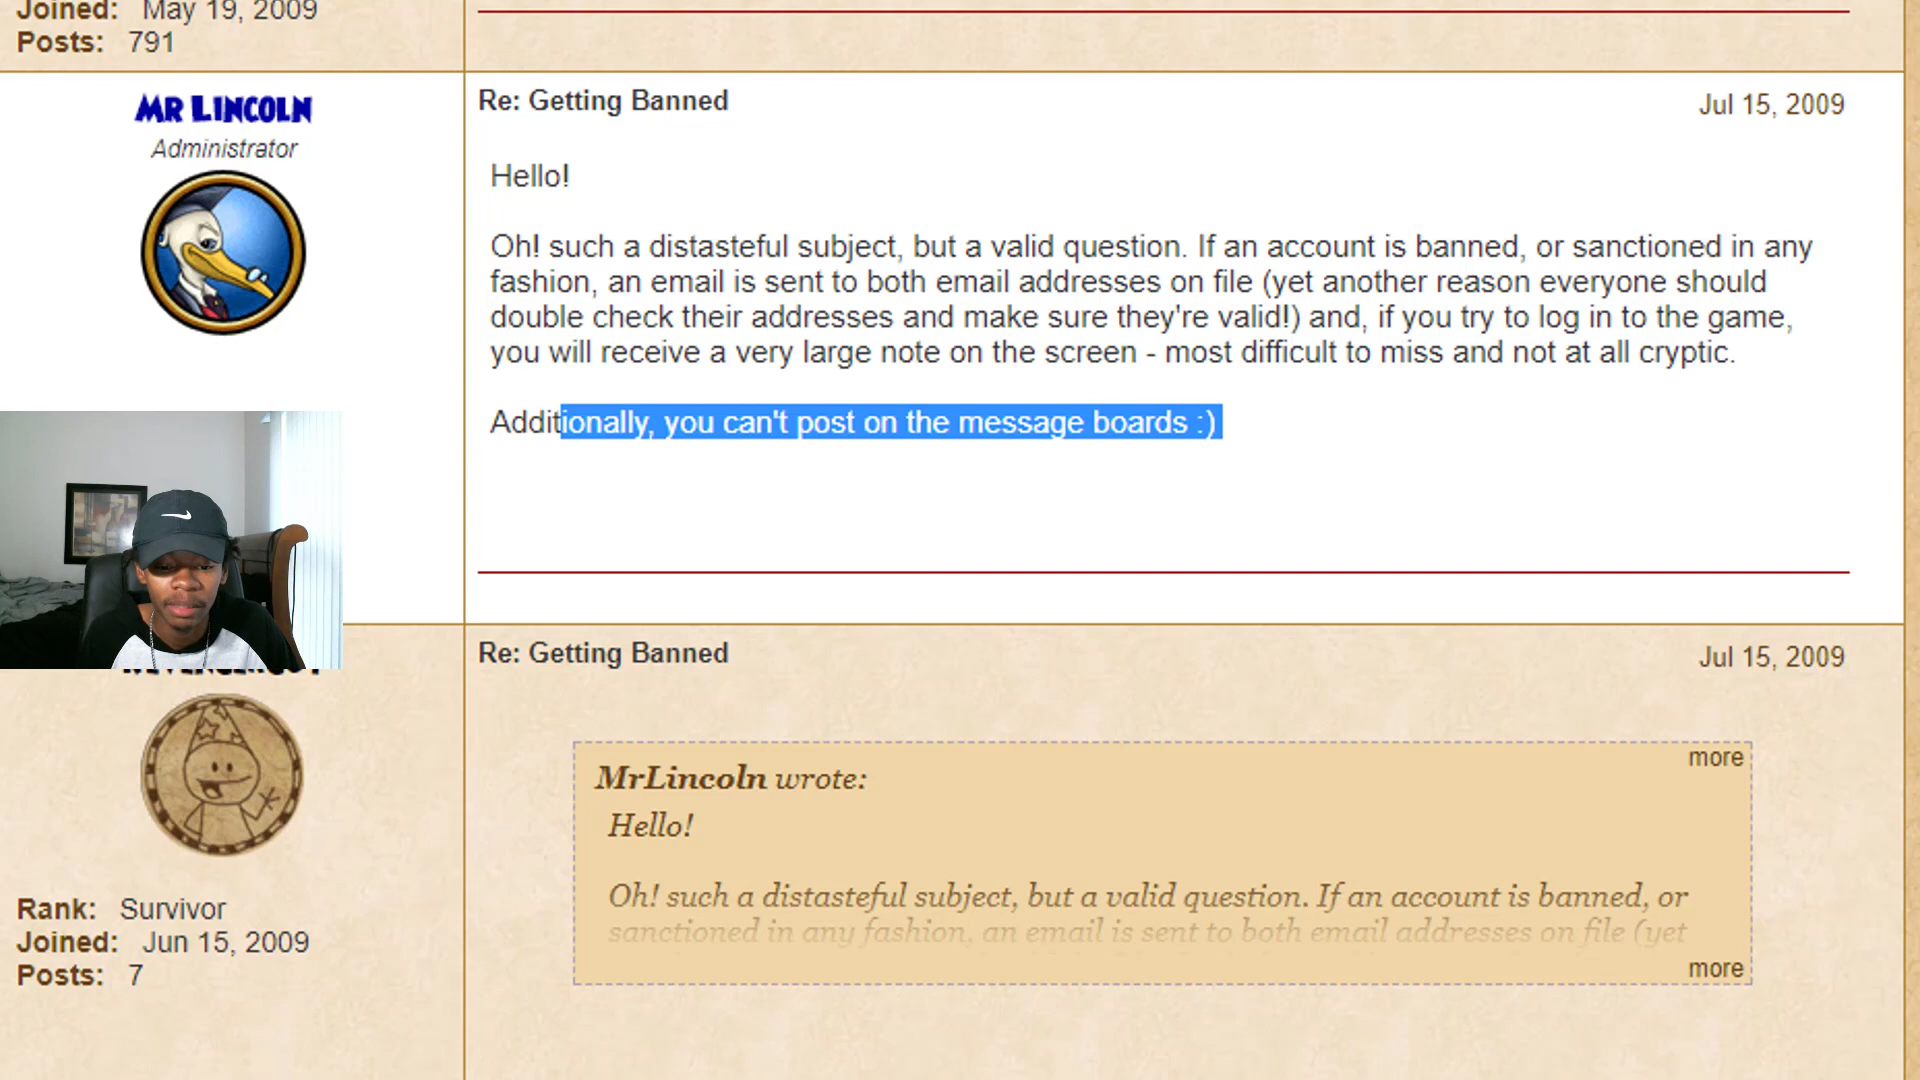 Joined: May 19, 2009
Posts: 791
MR LINCOLN
Administrator
Re: Getting Banned
Jul 15, 2009
Hello!
Oh! such a distasteful subject, but a valid question. If an account is banned, or sanctioned in any
fashion, an email is sent to both email addresses on file (yet another reason everyone should
double check their addresses and make sure they're valid!) and, if you try to log in to the game,
you will receive a very large note on the screen - most difficult to miss and not at all cryptic.
Additionally, you can't post on the message boards :)
Rank: Survivor
Joined: Jun 15, 2009
Posts: 7
Re: Getting Banned
Jul 15, 2009
more
MrLincoln wrote:
Hello!
Oh! such a distasteful subject, but a valid question. If an account is banned, or
sanctioned in any fashion, an email is sent to both email addresses on file (yet
more